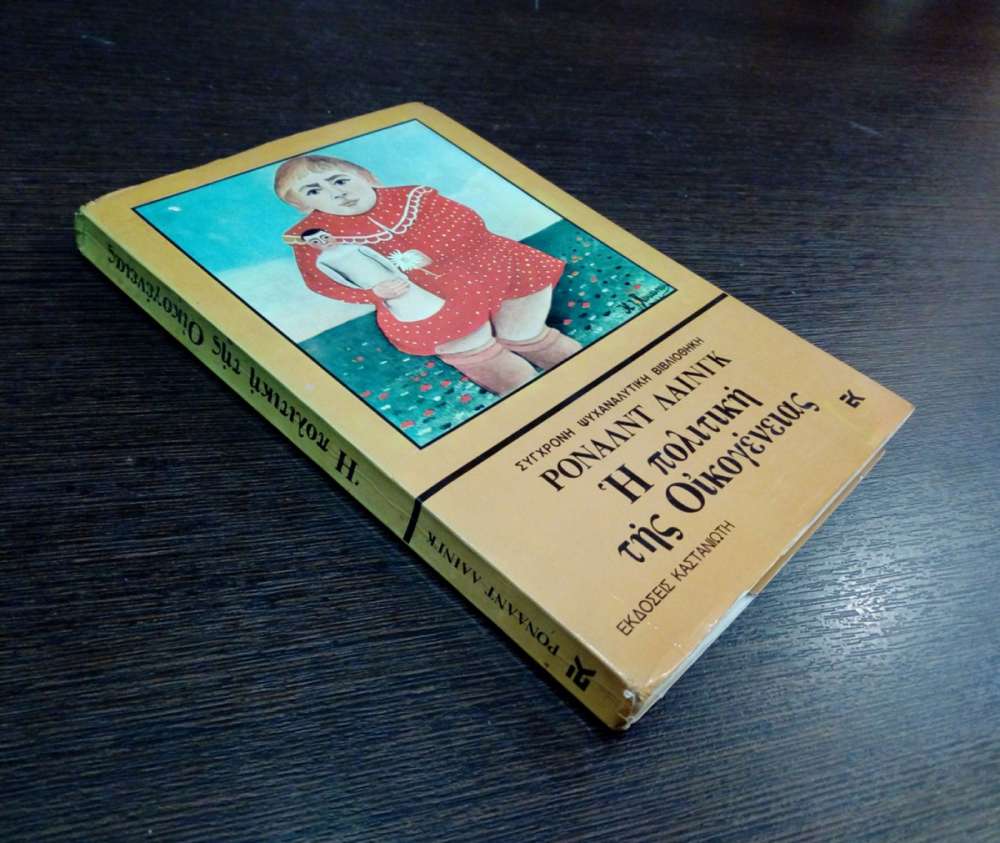 ΣΥΓΧΡΟΝΗ ΨΥΧΑΝΑΛΥΤΙΚΗ ΒΙΒΛΙΟΘΗΚΗ
ΡΟΝΑΛΝΤ ΛΑΙΝΓΚ
Ἡ πολιτική
τῆς Οἰκογένειας
ΕΚΔΟΣΕΙΣ ΚΑΣΤΑΝΙΩΤΗ
Ἡ πολιτική τῆς Οἰκογένειας
ΡΟΝΑΛΝΤ ΛΑΙΝΓΚ